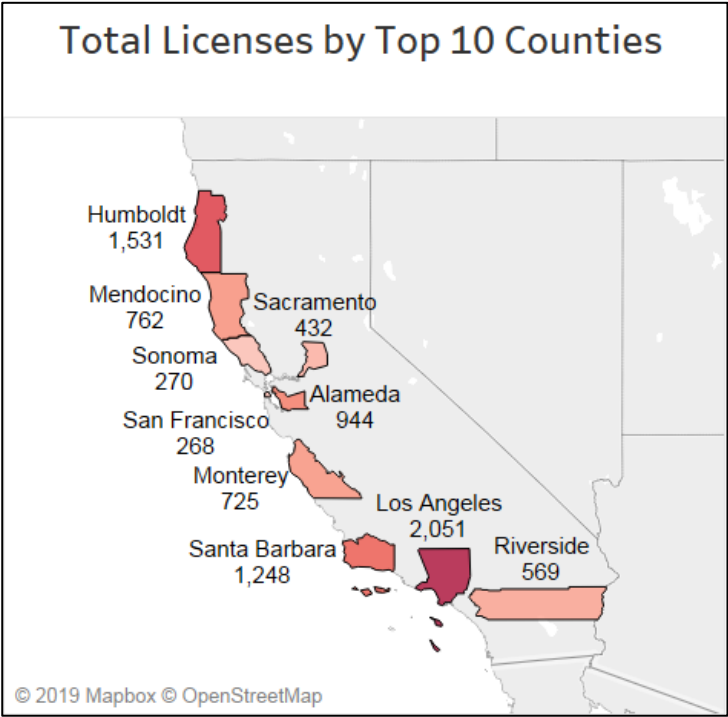 Total Licenses by Top 10 Counties
Humboldt
1,531
Mendocino
762
Sacramento
432
Sonoma
270
Alameda
944
San Francisco
268
Monterey
725
Los Angeles
2,051
Santa Barbara
1,248
Riverside
569
© 2019 Mapbox © OpenStreetMap